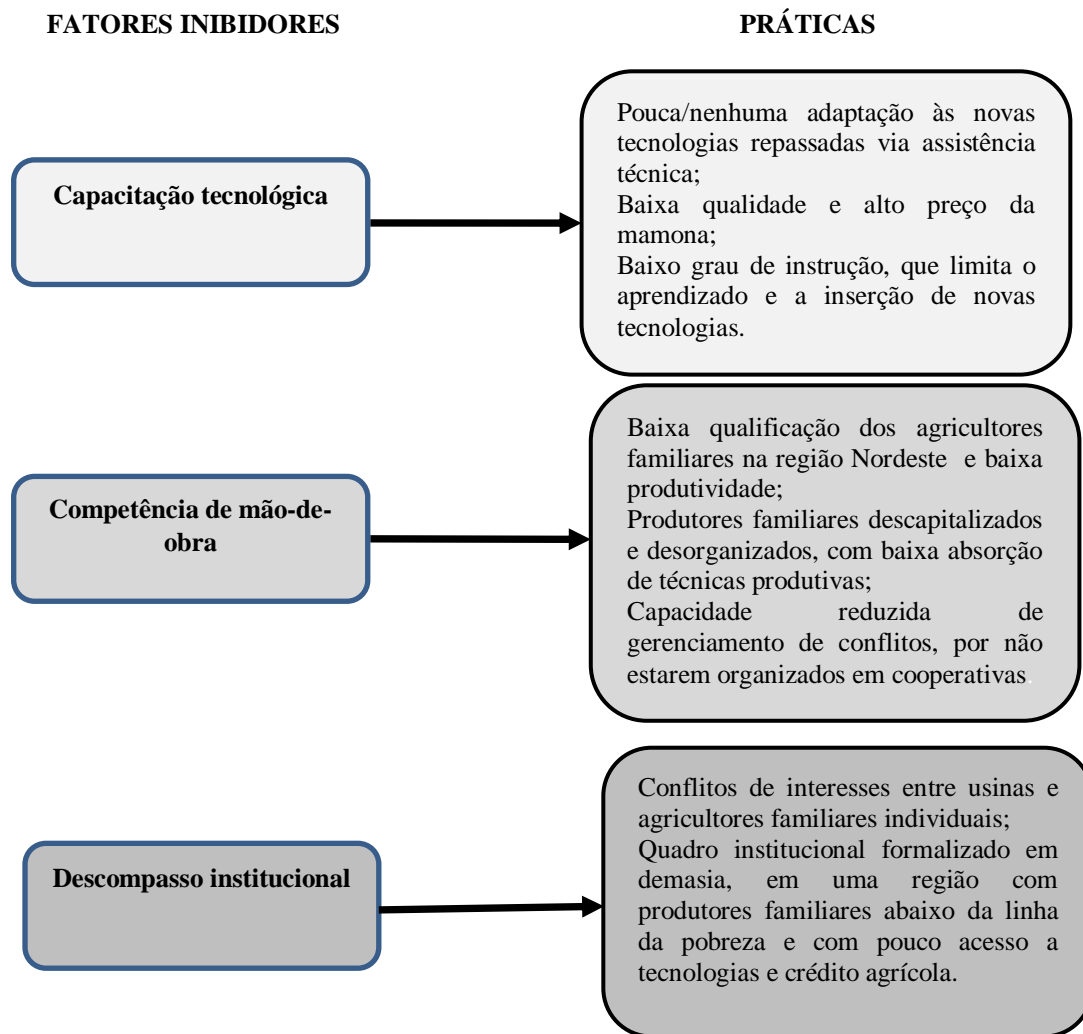 FATORES INIBIDORES
PRÁTICAS
Capacitação tecnológica
Pouca/nenhuma adaptação às novas
tecnologias repassadas via assistência
técnica;
Baixa qualidade e alto preço da
mamona;
Baixo grau de instrução, que limita o
aprendizado e a inserção de novas
tecnologias.
Competência de mão-de-
obra
Baixa qualificação dos agricultores
familiares na região Nordeste e baixa
produtividade;
Produtores familiares descapitalizados
e desorganizados, com baixa absorção
de técnicas produtivas;
Capacidade reduzida de
gerenciamento de conflitos, por não
estarem organizados em cooperativas.
Descompasso institucional
Conflitos de interesses entre usinas e
agricultores familiares individuais;
Quadro institucional formalizado em
demasia, em uma região com
produtores familiares abaixo da linha
da pobreza e com pouco acesso a
tecnologias e crédito agrícola.